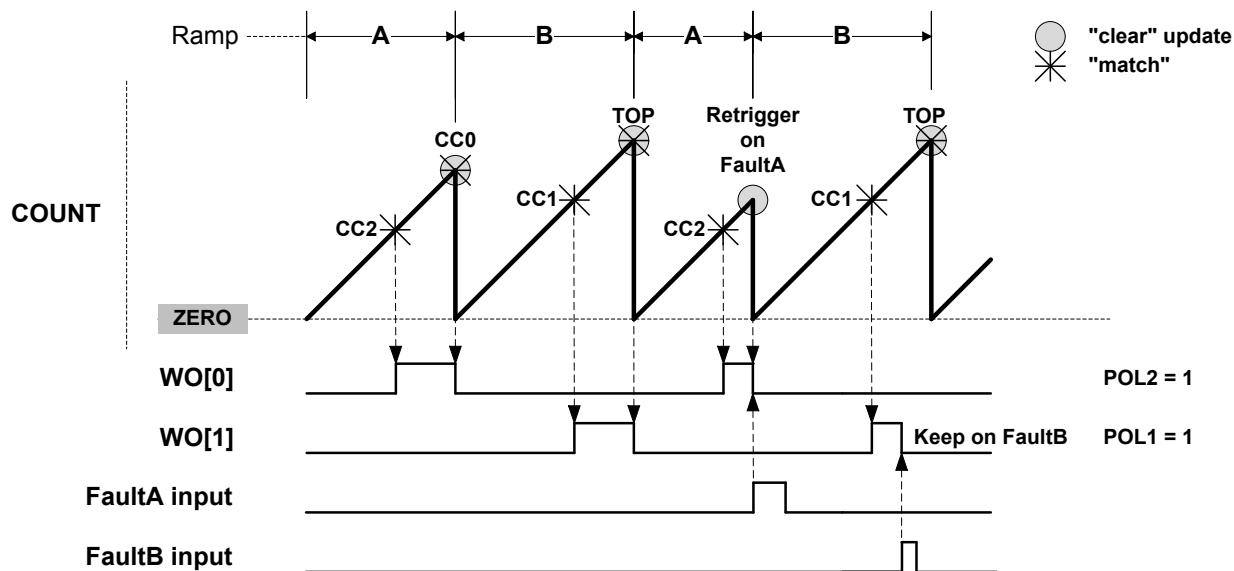 Ramp
A
B
A
B
"clear" update
"match"
COUNT
CC0
TOP
Retrigger
on
FaultA
TOP
CC2
CC1
CC2
CC1
ZERO
WO[0]
POL2 = 1
WO[1]
Keep on FaultB
POL1 = 1
FaultA input
FaultB input